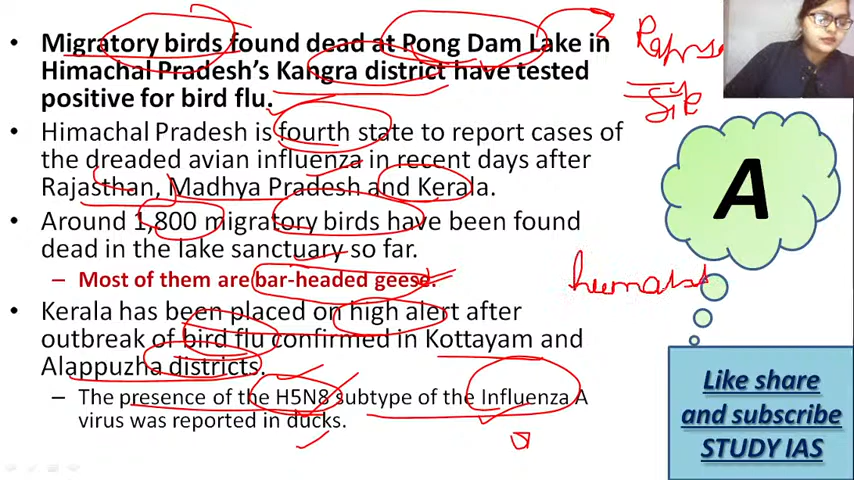 • Migratory birds found dead at Pong Dam Lake in
Himachal Pradesh's Kangra district have tested
positive for bird flu.
• Himachal Pradesh is fourth state to report cases of
the dreaded avian influenza in recent days after
Rajasthan, Madhya Pradesh and Kerala.
• Around 1,800 migratory birds have been found
dead in the lake sanctuary so far.
– Most of them are bar-headed geese.
• Kerala has been placed on high alert after
outbreak of bird flu confirmed in Kottayam and
Alappuzha districts.
– The presence of the H5N8 subtype of the Influenza A
virus was reported in ducks.
Site
A
Like share
and subscribe
STUDY IAS